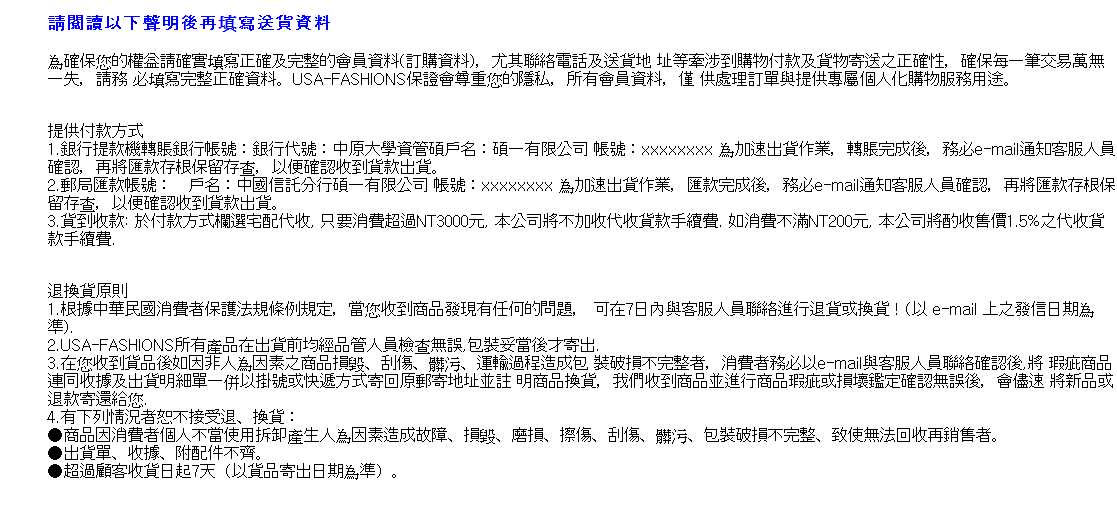 請閱讀以下聲明後再填寫送貨資料
為確保您的權益請確實填寫正確及完整的會員資料(訂購資料)， 尤其聯絡電話及送貨地 址等牽涉到購物付款及貨物寄送之正確性， 確保每一筆交易萬無
一失， 請務 必填寫完整正確資料。USA-FASHIONS保證會尊重您的隱私， 所有會員資料， 僅 供處理訂單與提供專屬個人化購物服務用途。
提供付款方式
1.銀行提款機轉賬銀行帳號：銀行代號：中原大學資管碩戶名：碩一有限公司 帳號：xxxxxxxx 為加速出貨作業， 轉賬完成後， 務必e-mail通知客服人員
確認， 再將匯款存根保留存查， 以便確認收到貨款出貨。
2.郵局匯款帳號： 戶名：中國信託分行碩一有限公司 帳號：xxxxxxxx 為加速出貨作業， 匯款完成後， 務必e-mail通知客服人員確認， 再將匯款存根保
留存查， 以便確認收到貨款出貨。
3.貨到收款: 於付款方式欄選宅配代收, 只要消費超過NT3000元, 本公司將不加收代收貨款手續費. 如消費不滿NT200元, 本公司將酌收售價1.5%之代收貨
款手續費.
退換貨原則
1.根據中華民國消費者保護法規條例規定， 當您收到商品發現有任何的問題， 可在7日內與客服人員聯絡進行退貨或換貨！(以 e-mail 上之發信日期為
準).
2.USA-FASHIONS所有產品在出貨前均經品管人員檢查無誤,包裝妥當後才寄出.
3.在您收到貨品後如因非人為因素之商品損毀、刮傷、髒污、運輸過程造成包 裝破損不完整者， 消費者務必以e-mail與客服人員聯絡確認後,將 瑕疵商品
連同收據及出貨明細單一併以掛號或快遞方式寄回原郵寄地址並註 明商品換貨， 我們收到商品並進行商品瑕疵或損壞鑑定確認無誤後， 會儘速 將新品或
退款寄還給您.
4.有下列情況者恕不接受退、換貨：
●商品因消費者個人不當使用拆卸產生人為因素造成故障、損毀、磨損、擦傷、刮傷、髒污、包裝破損不完整、致使無法回收再銷售者。
●出貨單、收據、附配件不齊。
●超過顧客收貨日起7天（以貨品寄出日期為準）。